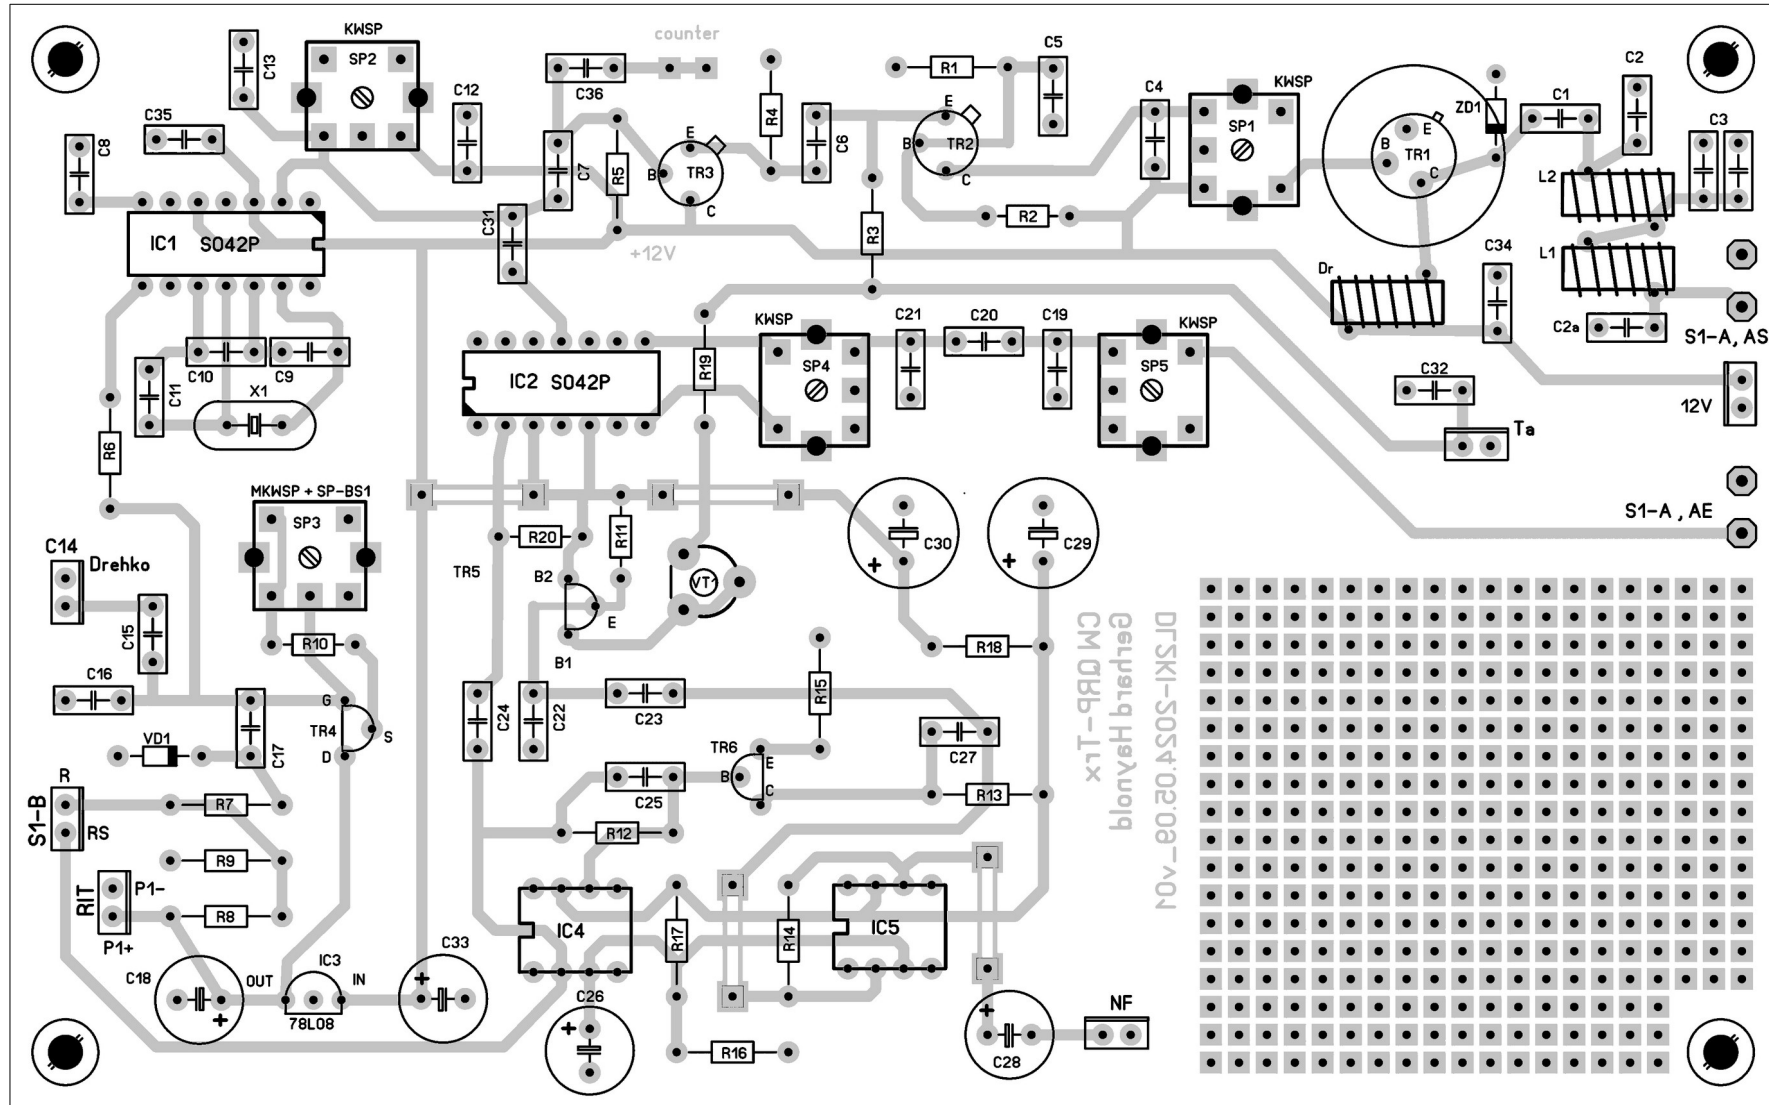 KWSP
SP2
C13
C36
counter
R4
R1
C5
C4
KWSP
SP1
ZD1
C1
C2
C3
C35
C12
C8
C7
R5
E
B
TR3
C
C6
E
B
TR2
C
E
B
TR1
C
L2
C31
R2
R3
IC1 SO42P
+12V
L1
Dr
C34
C2a
S1-A, AS
C10
C9
C11
X1
R6
IC2 SO42P
R19
KWSP
SP4
C21
C20
C19
KWSP
SP5
C32
12V
Ta
MKWSP + SP-BS1
SP3
R20
R11
C30
+
C29
+
S1-A, AE
C14
Drehko
TR5
B2
E
B1
VT1
C15
R10
C16
R18
R15
C24
C22
C23
G
TR4
S
D
C17
VD1
C27
TR6
E
B
C
C25
R13
R
S1-B
RS
R7
R12
R9
RIT
P1-
P1+
R8
IC4
R17
R14
IC5
C18
+
OUT
IC3
IN
78L08
C33
+
C26
+
R16
+
C28
NF
DL2KI-2024.05.09_v01
Gerhard Haynold
CW QRP-Trx